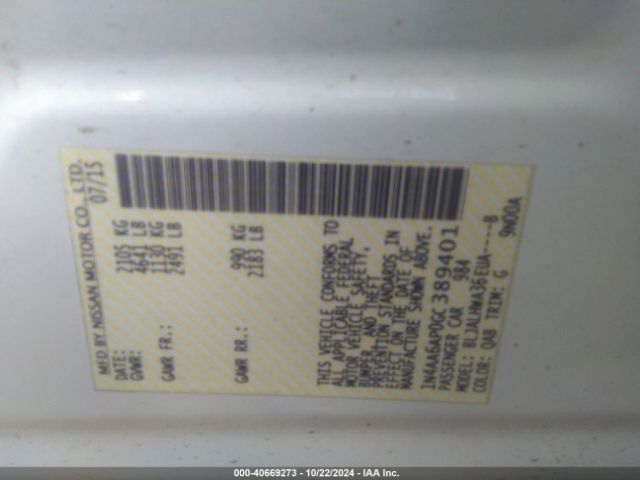 MFD BY NISSAN MOTOR CO., LTD.
DATE: 07/15
GVWR: 2105 KG
4641 LB
GAWR FR.: 1130 KG
2491 LB
GAWR RR.: 990 KG
2183 LB
THIS VEHICLE CONFORMS TO
ALL APPLICABLE FEDERAL
MOTOR VEHICLE SAFETY,
BUMPER, AND THEFT
PREVENTION STANDARDS IN
EFFECT ON THE DATE OF
MANUFACTURE SHOWN ABOVE.
1N4AA6AP0GC389401
PASSENGER CAR 984
MODEL: BLJALHWA36EUA-----B
COLOR: QAB TRIM: G 9N00A
000-40669273 - 10/22/2024 - IAA Inc.